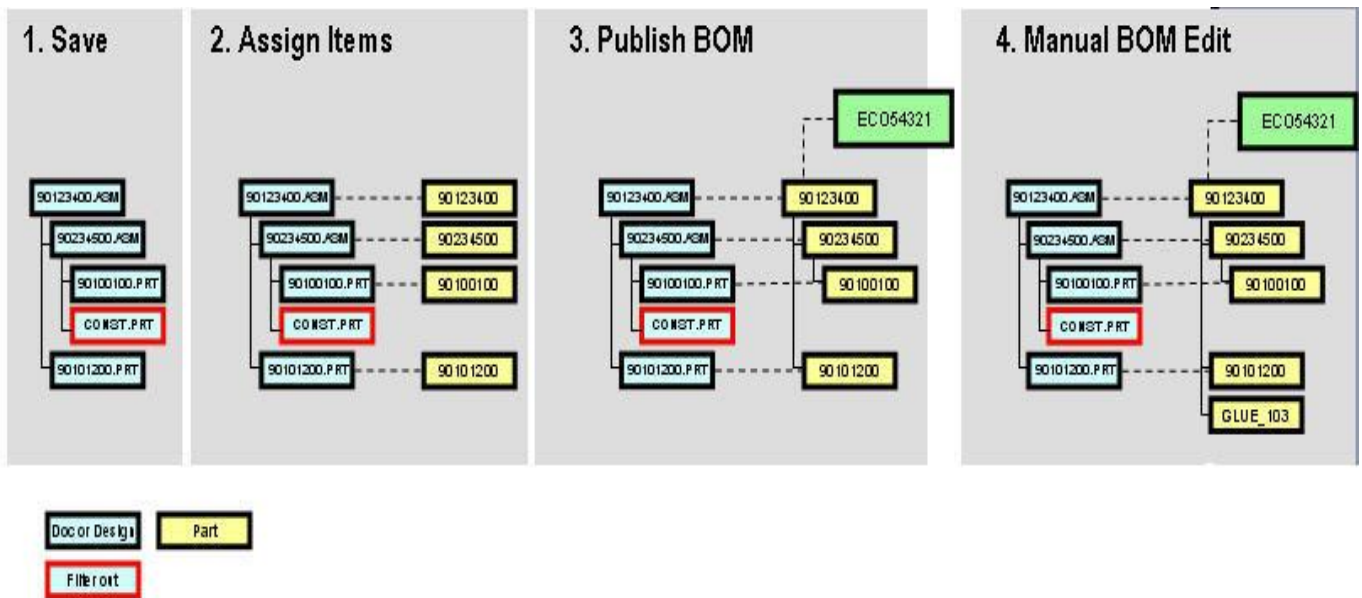 1. Save
90123400.ASM
90234500.ASM
90100100.PRT
CONST.PRT
90101200.PRT
2. Assign Items
90123400.ASM 90123400
90234500.ASM 90234500
90100100.PRT 90100100
CONST.PRT
90101200.PRT 90101200
3. Publish BOM
ECO54321
90123400.ASM 90123400
90234500.ASM 90234500
90100100.PRT 90100100
CONST.PRT
90101200.PRT 90101200
4. Manual BOM Edit
ECO54321
90123400.ASM 90123400
90234500.ASM 90234500
90100100.PRT 90100100
CONST.PRT
90101200.PRT 90101200
GLUE_103
Doc or Design Part
Filter out